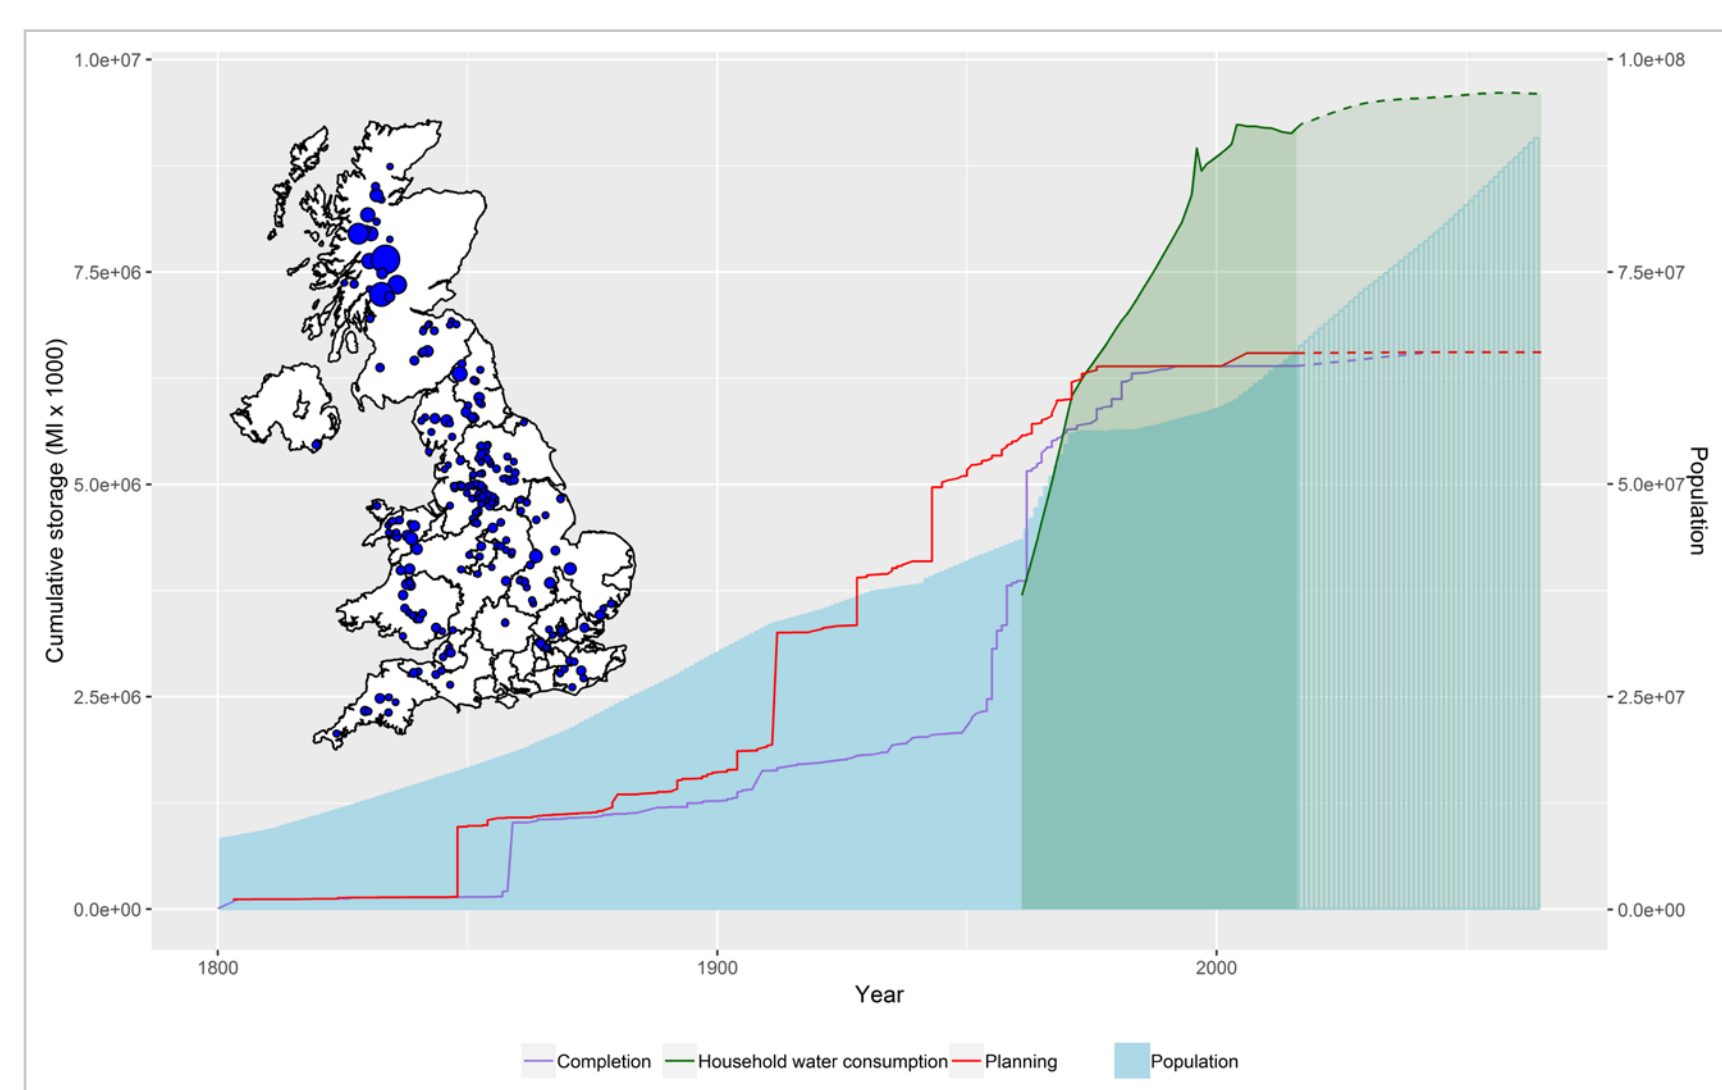 1.0e+07
7.5e+06
5.0e+06
2.5e+06
0.0e+00
Cumulative storage (Ml x 1000)
1.0e+08
7.5e+07
5.0e+07
2.5e+07
0.0e+00
Population
1800
1900
2000
Year
Completion
Household water consumption
Planning
Population